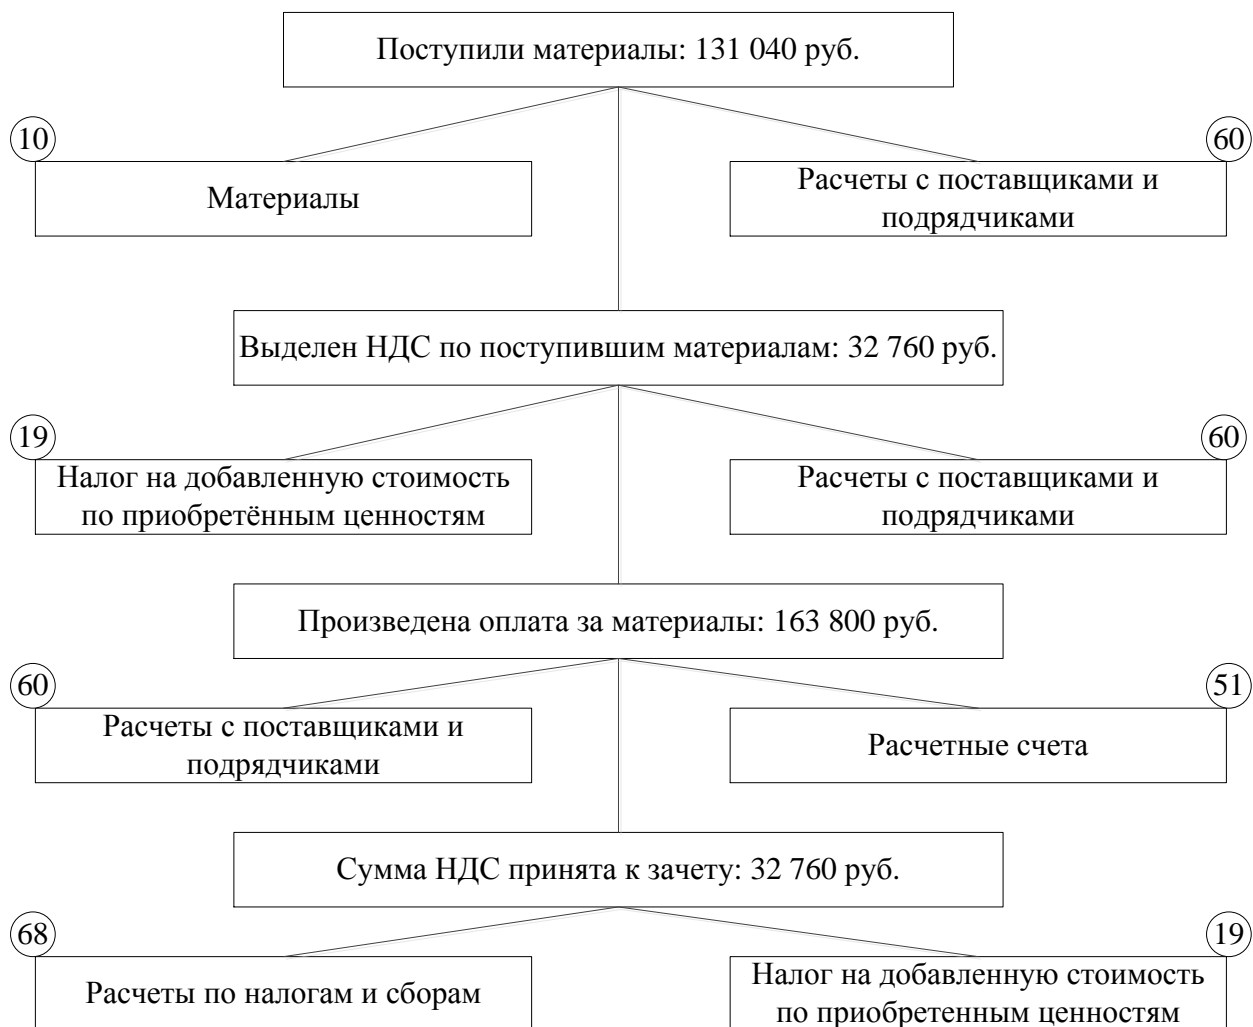 Поступили материалы: 131 040 руб.
10
60
Материалы
Расчеты с поставщиками и
подрядчиками
Выделен НДС по поступившим материалам: 32 760 руб.
19
60
Налог на добавленную стоимость
по приобретённым ценностям
Расчеты с поставщиками и
подрядчиками
Произведена оплата за материалы: 163 800 руб.
60
51
Расчеты с поставщиками и
подрядчиками
Расчетные счета
Сумма НДС принята к зачету: 32 760 руб.
68
19
Расчеты по налогам и сборам
Налог на добавленную стоимость
по приобретенным ценностям